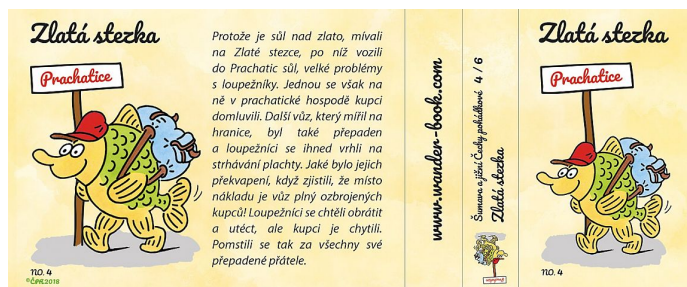 Zlatá stezka
Prachatice
NO. 4
©ČPR2018
Protože je sůl nad zlato, mívali
na Zlaté stezce, po níž vozili
do Prachatic sůl, velké problémy
s loupežníky. Jednou se však na
ně v prachatické hospodě kupci
domluvili. Další vůz, který mířil na
hranice, byl také přepaden
a loupežníci se ihned vrhli na
strhávání plachty. Jaké bylo jejich
překvapení, když zjistili, že místo
nákladu je vůz plný ozbrojených
kupců! Loupežníci se chtěli obrátit
a utéct, ale kupci je chytili.
Pomstili se tak za všechny své
přepadené přátele.
www.wander-book.com
Šumava a jižní Čechy pohádkové 4 / 6
Zlatá stezka
Prachatice
Zlatá stezka
Prachatice
NO. 4